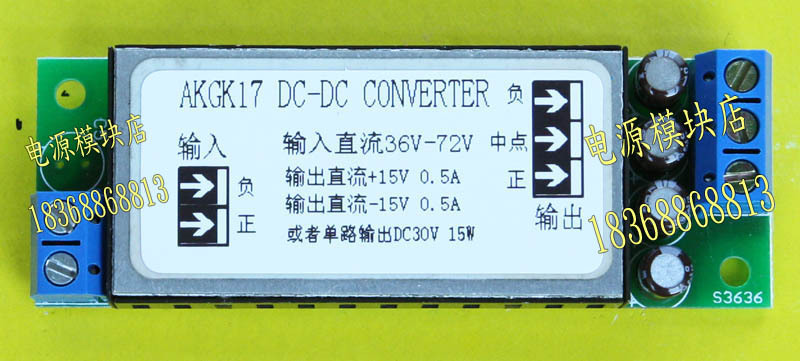 AKGK17 DC-DC CONVERTER
负
输入
输入直流36V-72V
中点
输出直流+15V 0.5A
负
正
输出直流-15V 0.5A
正
输出
或者单路输出DC30V 15W
S3636
电源模块店
18368868813
电源模块店
18368868813